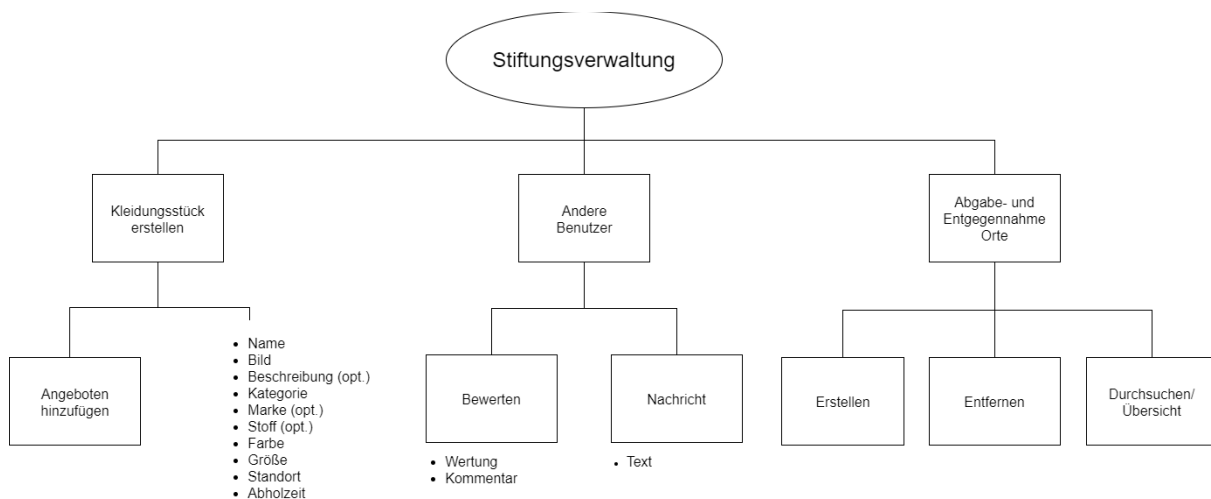 Stiftungsverwaltung
Kleidungsstück
erstellen
Andere
Benutzer
Abgabe- und
Entgegennahme
Orte
Angeboten
hinzufügen
• Name
• Bild
• Beschreibung (opt.)
• Kategorie
• Marke (opt.)
• Stoff (opt.)
• Farbe
• Größe
• Standort
• Abholzeit
Bewerten
• Wertung
• Kommentar
Nachricht
• Text
Erstellen
Entfernen
Durchsuchen/
Übersicht